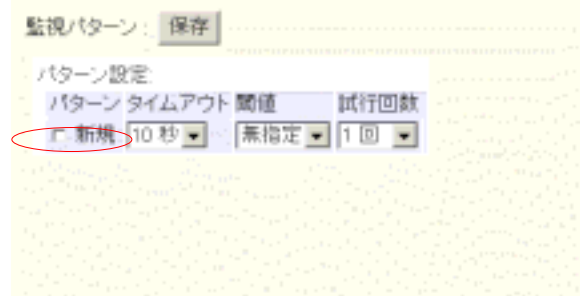 監視パターン: 保存
パターン設定:
パターン タイムアウト 閾値 試行回数
新規 10 秒 無指定 1 回